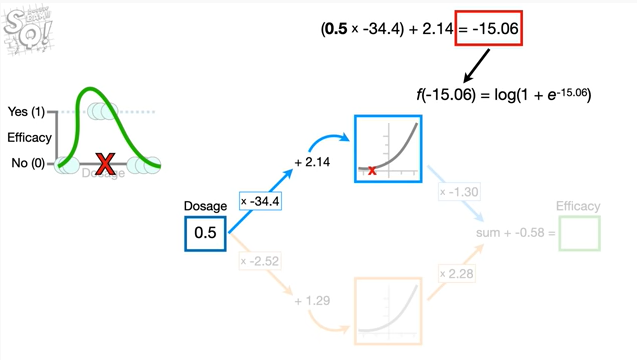 StatQuest!
(0.5 x -34.4) + 2.14 = -15.06
f(-15.06) = log(1 + e^-15.06)
Yes (1)
Efficacy
No (0)
Dosage
+ 2.14
x -34.4
x -1.30
Dosage
0.5
Efficacy
sum + -0.58 =
x -2.52
x 2.28
+ 1.29